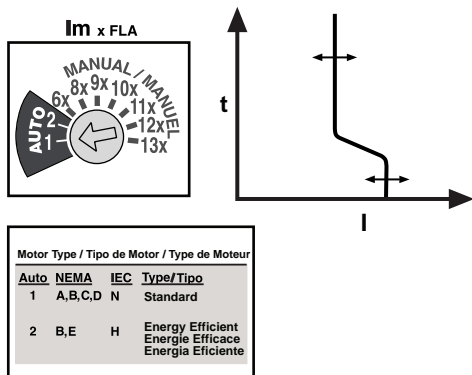 Im x FLA
MANUAL / MANUEL
6x 8x 9x 10x 11x 12x 13x
AUTO
2
1
t
I
Motor Type / Tipo de Motor / Type de Moteur
Auto NEMA IEC Type/Tipo
1 A,B,C,D N Standard
2 B,E H Energy Efficient
Energie Efficace
Energia Eficiente